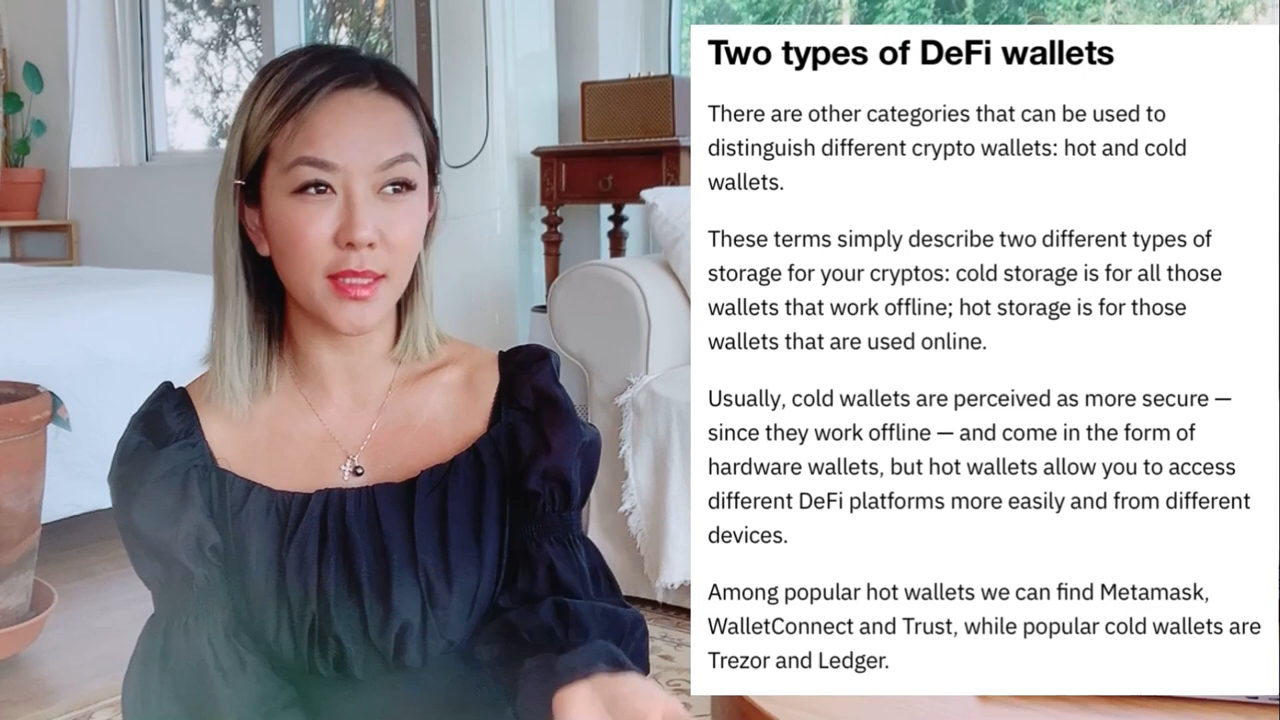 Two types of DeFi wallets
There are other categories that can be used to
distinguish different crypto wallets: hot and cold
wallets.
These terms simply describe two different types of
storage for your cryptos: cold storage is for all those
wallets that work offline; hot storage is for those
wallets that are used online.
Usually, cold wallets are perceived as more secure —
since they work offline — and come in the form of
hardware wallets, but hot wallets allow you to access
different DeFi platforms more easily and from different
devices.
Among popular hot wallets we can find Metamask,
WalletConnect and Trust, while popular cold wallets are
Trezor and Ledger.